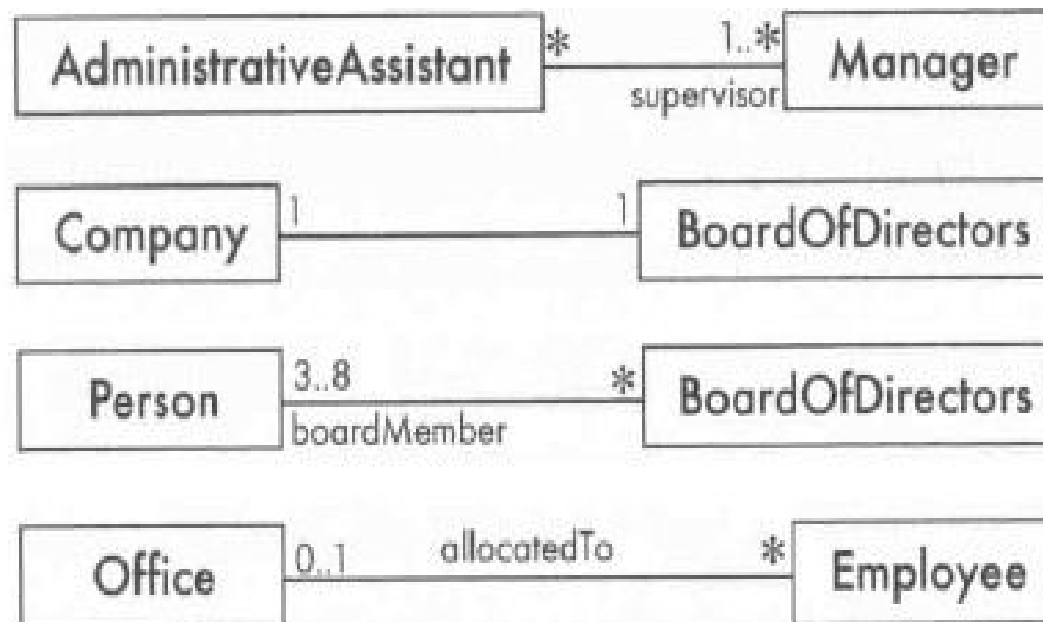 AdministrativeAssistant * 1..* Manager
supervisor
Company 1 1 BoardOfDirectors
Person 3..8 * BoardOfDirectors
boardMember
Office 0..1 allocatedTo * Employee